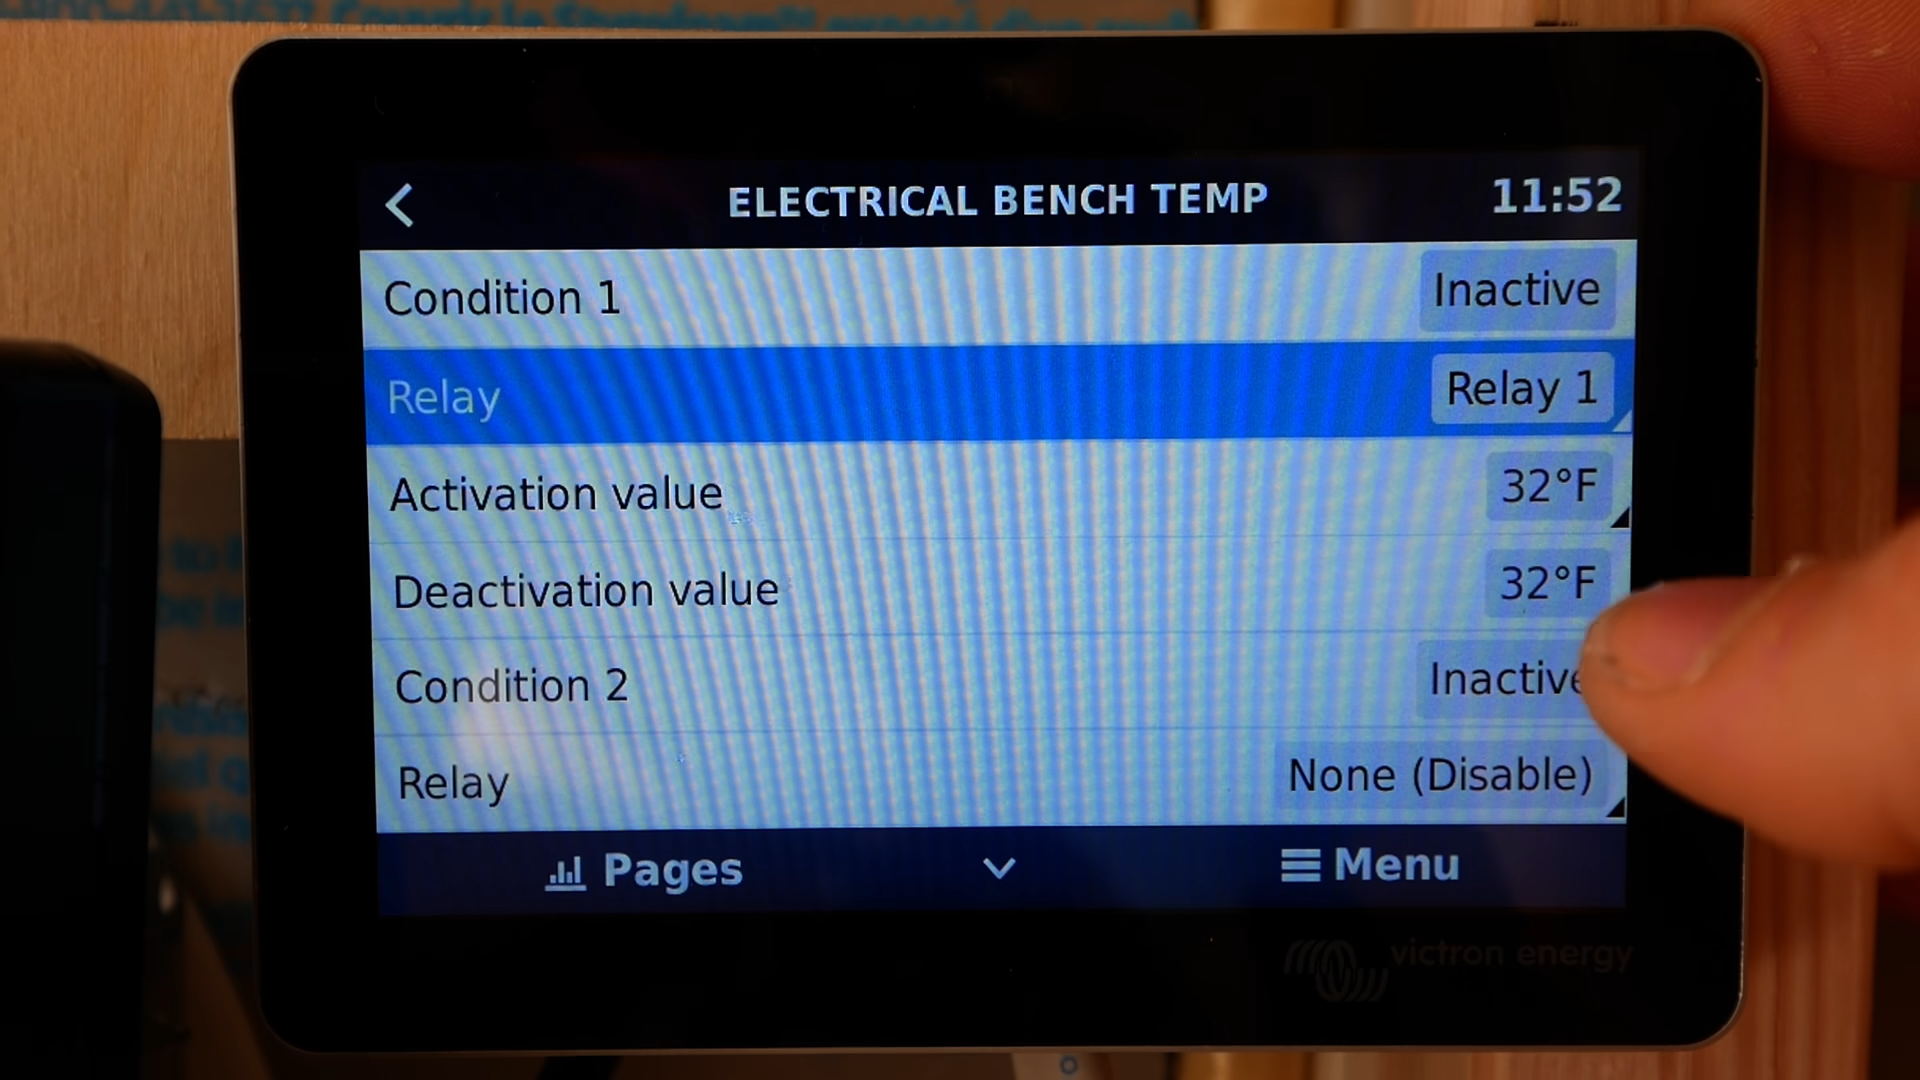 ELECTRICAL BENCH TEMP 11:52
Condition 1 Inactive
Relay Relay 1
Activation value 32°F
Deactivation value 32°F
Condition 2 Inactive
Relay None (Disable)
Pages Menu
victron energy